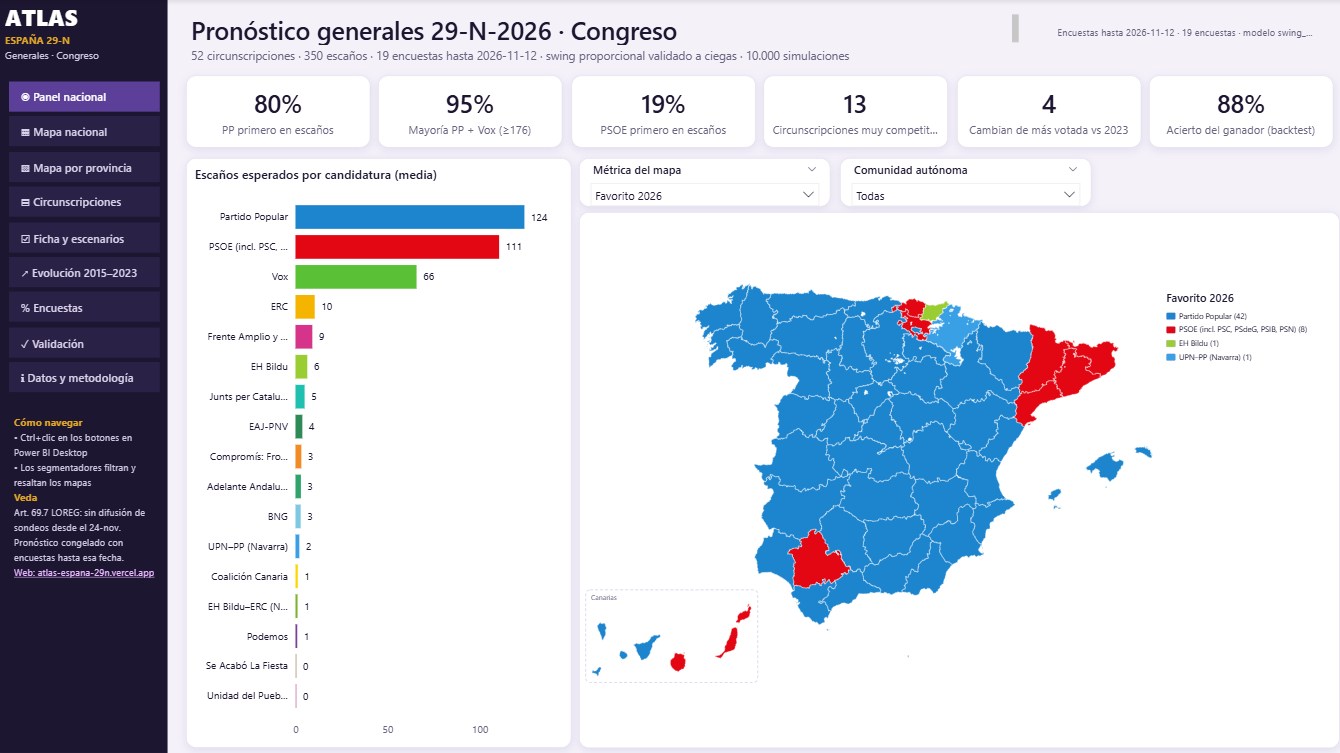 ATLAS
ESPAÑA 29-N
Generales · Congreso
◉ Panel nacional
▦ Mapa nacional
▧ Mapa por provincia
▤ Circunscripciones
☑ Ficha y escenarios
↗ Evolución 2015–2023
% Encuestas
✓ Validación
ℹ Datos y metodología
Cómo navegar
• Ctrl+clic en los botones en
Power BI Desktop
• Los segmentadores filtran y
resaltan los mapas
Veda
Art. 69.7 LOREG: sin difusión de
sondeos desde el 24-nov.
Pronóstico congelado con
encuestas hasta esa fecha.
Web: atlas-espana-29n.vercel.app
Pronóstico generales 29-N-2026 · Congreso
52 circunscripciones · 350 escaños · 19 encuestas hasta 2026-11-12 · swing proporcional validado a ciegas · 10.000 simulaciones
Encuestas hasta 2026-11-12 · 19 encuestas · modelo swing_...
80%
PP primero en escaños
95%
Mayoría PP + Vox (≥176)
19%
PSOE primero en escaños
13
Circunscripciones muy competit...
4
Cambian de más votada vs 2023
88%
Acierto del ganador (backtest)
Escaños esperados por candidatura (media)
Partido Popular 124
PSOE (incl. PSC, ... 111
Vox 66
ERC 10
Frente Amplio y ... 9
EH Bildu 6
Junts per Catalu... 5
EAJ-PNV 4
Compromís: Fro... 3
Adelante Andalu... 3
BNG 3
UPN–PP (Navarra) 2
Coalición Canaria 1
EH Bildu–ERC (N... 1
Podemos 1
Se Acabó La Fiesta 0
Unidad del Pueb... 0
0 50 100
Métrica del mapa
Favorito 2026
Comunidad autónoma
Todas
Favorito 2026
Partido Popular (42)
PSOE (incl. PSC, PSdeG, PSIB, PSN) (8)
EH Bildu (1)
UPN–PP (Navarra) (1)
Canarias